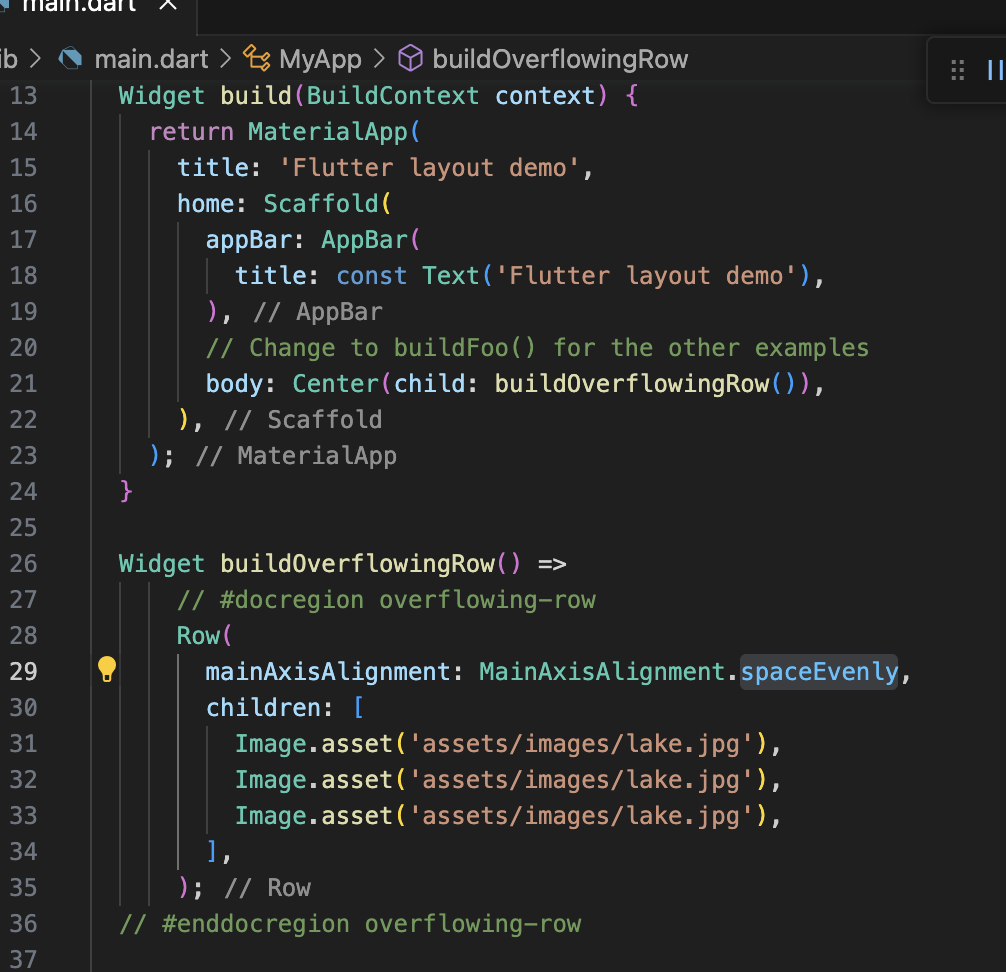 main.dart ×
ib > main.dart > MyApp > buildOverflowingRow
13 Widget build(BuildContext context) {
14 return MaterialApp(
15 title: 'Flutter layout demo',
16 home: Scaffold(
17 appBar: AppBar(
18 title: const Text('Flutter layout demo'),
19 ), // AppBar
20 // Change to buildFoo() for the other examples
21 body: Center(child: buildOverflowingRow()),
22 ), // Scaffold
23 ); // MaterialApp
24 }
25
26 Widget buildOverflowingRow() =>
27 // #docregion overflowing-row
28 Row(
29 mainAxisAlignment: MainAxisAlignment.spaceEvenly,
30 children: [
31 Image.asset('assets/images/lake.jpg'),
32 Image.asset('assets/images/lake.jpg'),
33 Image.asset('assets/images/lake.jpg'),
34 ],
35 ); // Row
36 // #enddocregion overflowing-row
37